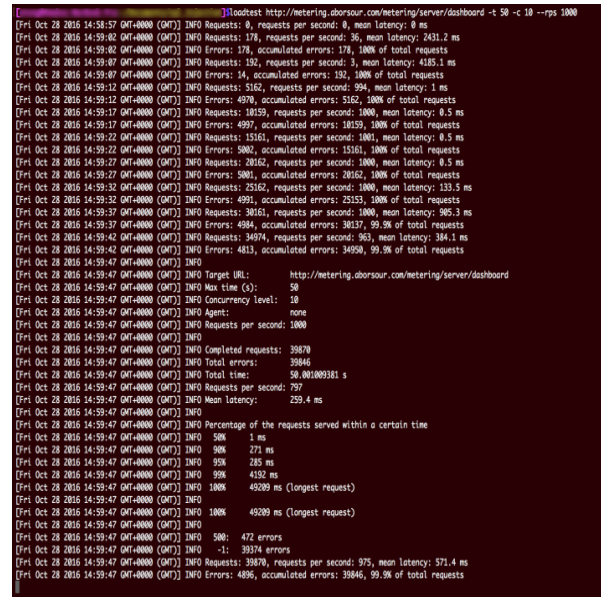 $loadtest http://metering.aborsour.com/metering/server/dashboard -t 50 -c 10 --rps 1000
[Fri Oct 28 2016 14:58:57 GMT+0000 (GMT)] INFO Requests: 0, requests per second: 0, mean latency: 0 ms
[Fri Oct 28 2016 14:59:02 GMT+0000 (GMT)] INFO Requests: 178, requests per second: 36, mean latency: 2431.2 ms
[Fri Oct 28 2016 14:59:02 GMT+0000 (GMT)] INFO Errors: 178, accumulated errors: 178, 100% of total requests
[Fri Oct 28 2016 14:59:07 GMT+0000 (GMT)] INFO Requests: 192, requests per second: 3, mean latency: 4185.1 ms
[Fri Oct 28 2016 14:59:07 GMT+0000 (GMT)] INFO Errors: 14, accumulated errors: 192, 100% of total requests
[Fri Oct 28 2016 14:59:12 GMT+0000 (GMT)] INFO Requests: 5162, requests per second: 994, mean latency: 1 ms
[Fri Oct 28 2016 14:59:12 GMT+0000 (GMT)] INFO Errors: 4970, accumulated errors: 5162, 100% of total requests
[Fri Oct 28 2016 14:59:17 GMT+0000 (GMT)] INFO Requests: 10159, requests per second: 1000, mean latency: 0.5 ms
[Fri Oct 28 2016 14:59:17 GMT+0000 (GMT)] INFO Errors: 4997, accumulated errors: 10159, 100% of total requests
[Fri Oct 28 2016 14:59:22 GMT+0000 (GMT)] INFO Requests: 15161, requests per second: 1001, mean latency: 0.5 ms
[Fri Oct 28 2016 14:59:22 GMT+0000 (GMT)] INFO Errors: 5002, accumulated errors: 15161, 100% of total requests
[Fri Oct 28 2016 14:59:27 GMT+0000 (GMT)] INFO Requests: 20162, requests per second: 1000, mean latency: 0.5 ms
[Fri Oct 28 2016 14:59:27 GMT+0000 (GMT)] INFO Errors: 5001, accumulated errors: 20162, 100% of total requests
[Fri Oct 28 2016 14:59:32 GMT+0000 (GMT)] INFO Requests: 25162, requests per second: 1000, mean latency: 133.5 ms
[Fri Oct 28 2016 14:59:32 GMT+0000 (GMT)] INFO Errors: 4991, accumulated errors: 25153, 100% of total requests
[Fri Oct 28 2016 14:59:37 GMT+0000 (GMT)] INFO Requests: 30161, requests per second: 1000, mean latency: 905.3 ms
[Fri Oct 28 2016 14:59:37 GMT+0000 (GMT)] INFO Errors: 4984, accumulated errors: 30137, 99.9% of total requests
[Fri Oct 28 2016 14:59:42 GMT+0000 (GMT)] INFO Requests: 34974, requests per second: 963, mean latency: 384.1 ms
[Fri Oct 28 2016 14:59:42 GMT+0000 (GMT)] INFO Errors: 4813, accumulated errors: 34950, 99.9% of total requests
[Fri Oct 28 2016 14:59:47 GMT+0000 (GMT)] INFO
[Fri Oct 28 2016 14:59:47 GMT+0000 (GMT)] INFO Target URL: http://metering.aborsour.com/metering/server/dashboard
[Fri Oct 28 2016 14:59:47 GMT+0000 (GMT)] INFO Max time (s): 50
[Fri Oct 28 2016 14:59:47 GMT+0000 (GMT)] INFO Concurrency level: 10
[Fri Oct 28 2016 14:59:47 GMT+0000 (GMT)] INFO Agent: none
[Fri Oct 28 2016 14:59:47 GMT+0000 (GMT)] INFO Requests per second: 1000
[Fri Oct 28 2016 14:59:47 GMT+0000 (GMT)] INFO
[Fri Oct 28 2016 14:59:47 GMT+0000 (GMT)] INFO Completed requests: 39870
[Fri Oct 28 2016 14:59:47 GMT+0000 (GMT)] INFO Total errors: 39846
[Fri Oct 28 2016 14:59:47 GMT+0000 (GMT)] INFO Total time: 50.001009381 s
[Fri Oct 28 2016 14:59:47 GMT+0000 (GMT)] INFO Requests per second: 797
[Fri Oct 28 2016 14:59:47 GMT+0000 (GMT)] INFO Mean latency: 259.4 ms
[Fri Oct 28 2016 14:59:47 GMT+0000 (GMT)] INFO
[Fri Oct 28 2016 14:59:47 GMT+0000 (GMT)] INFO Percentage of the requests served within a certain time
[Fri Oct 28 2016 14:59:47 GMT+0000 (GMT)] INFO 50% 1 ms
[Fri Oct 28 2016 14:59:47 GMT+0000 (GMT)] INFO 90% 271 ms
[Fri Oct 28 2016 14:59:47 GMT+0000 (GMT)] INFO 95% 285 ms
[Fri Oct 28 2016 14:59:47 GMT+0000 (GMT)] INFO 99% 4192 ms
[Fri Oct 28 2016 14:59:47 GMT+0000 (GMT)] INFO 100% 49209 ms (longest request)
[Fri Oct 28 2016 14:59:47 GMT+0000 (GMT)] INFO
[Fri Oct 28 2016 14:59:47 GMT+0000 (GMT)] INFO 100% 49209 ms (longest request)
[Fri Oct 28 2016 14:59:47 GMT+0000 (GMT)] INFO
[Fri Oct 28 2016 14:59:47 GMT+0000 (GMT)] INFO 500: 472 errors
[Fri Oct 28 2016 14:59:47 GMT+0000 (GMT)] INFO -1: 39374 errors
[Fri Oct 28 2016 14:59:47 GMT+0000 (GMT)] INFO Requests: 39870, requests per second: 975, mean latency: 571.4 ms
[Fri Oct 28 2016 14:59:47 GMT+0000 (GMT)] INFO Errors: 4896, accumulated errors: 39846, 99.9% of total requests